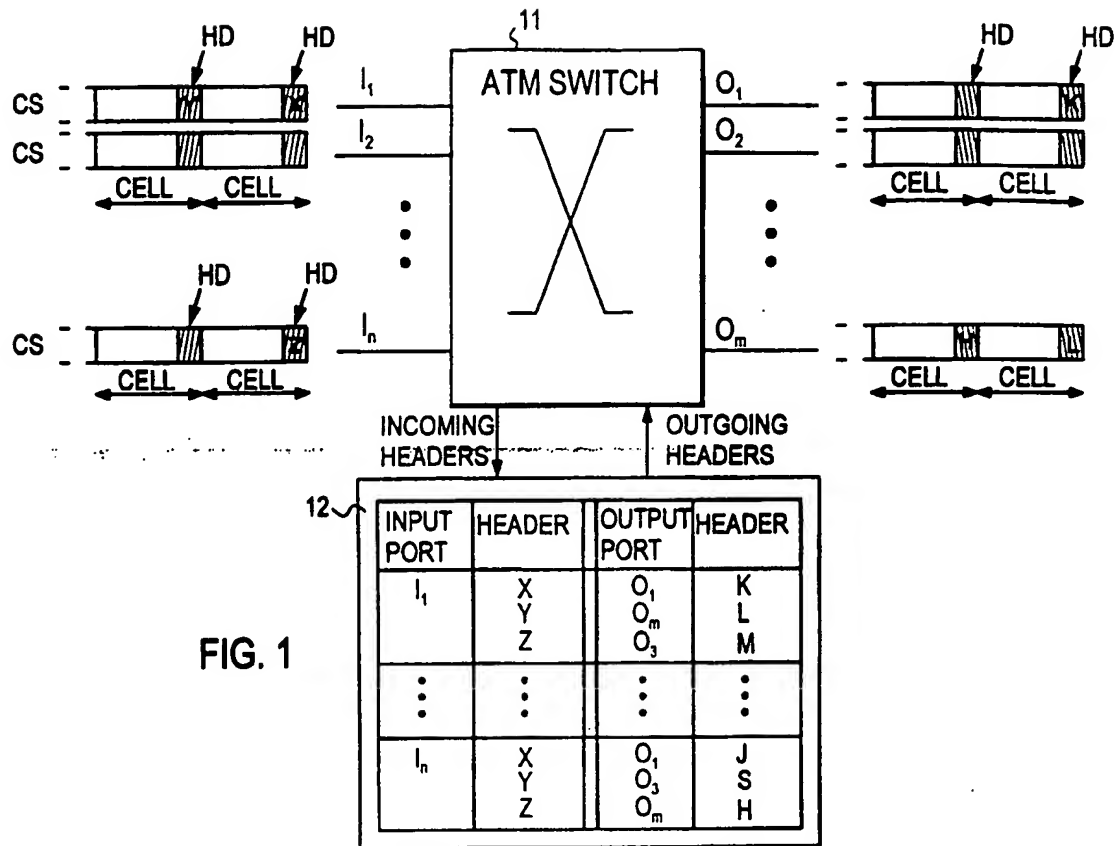 HD HD 11 HD HD
CS I1 ATM SWITCH O1 K
CS I2 O2
CELL CELL CELL CELL
HD HD
CS In Om
CELL CELL CELL CELL
INCOMING HEADERS OUTGOING HEADERS
12
INPUT PORT HEADER OUTPUT PORT HEADER
I1 X O1 K
Y Om L
Z O3 M
In X O1 J
Y O3 S
Z Om H
FIG. 1